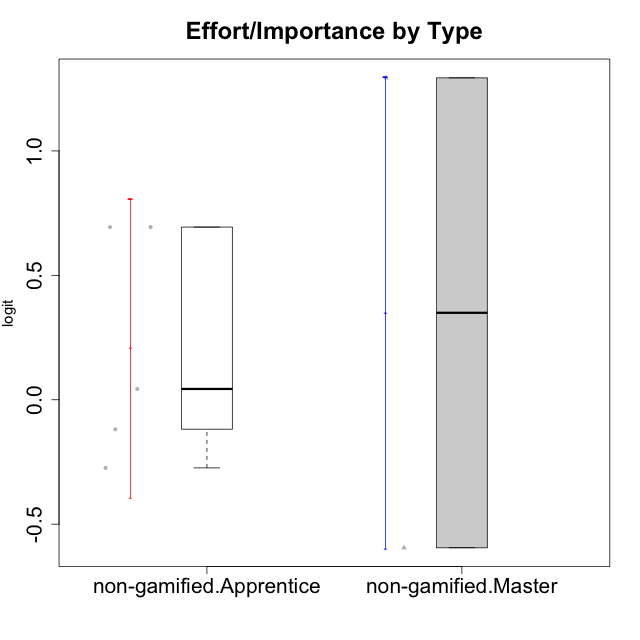 Effort/Importance by Type
logit
1.0
0.5
0.0
-0.5
non-gamified.Apprentice
non-gamified.Master